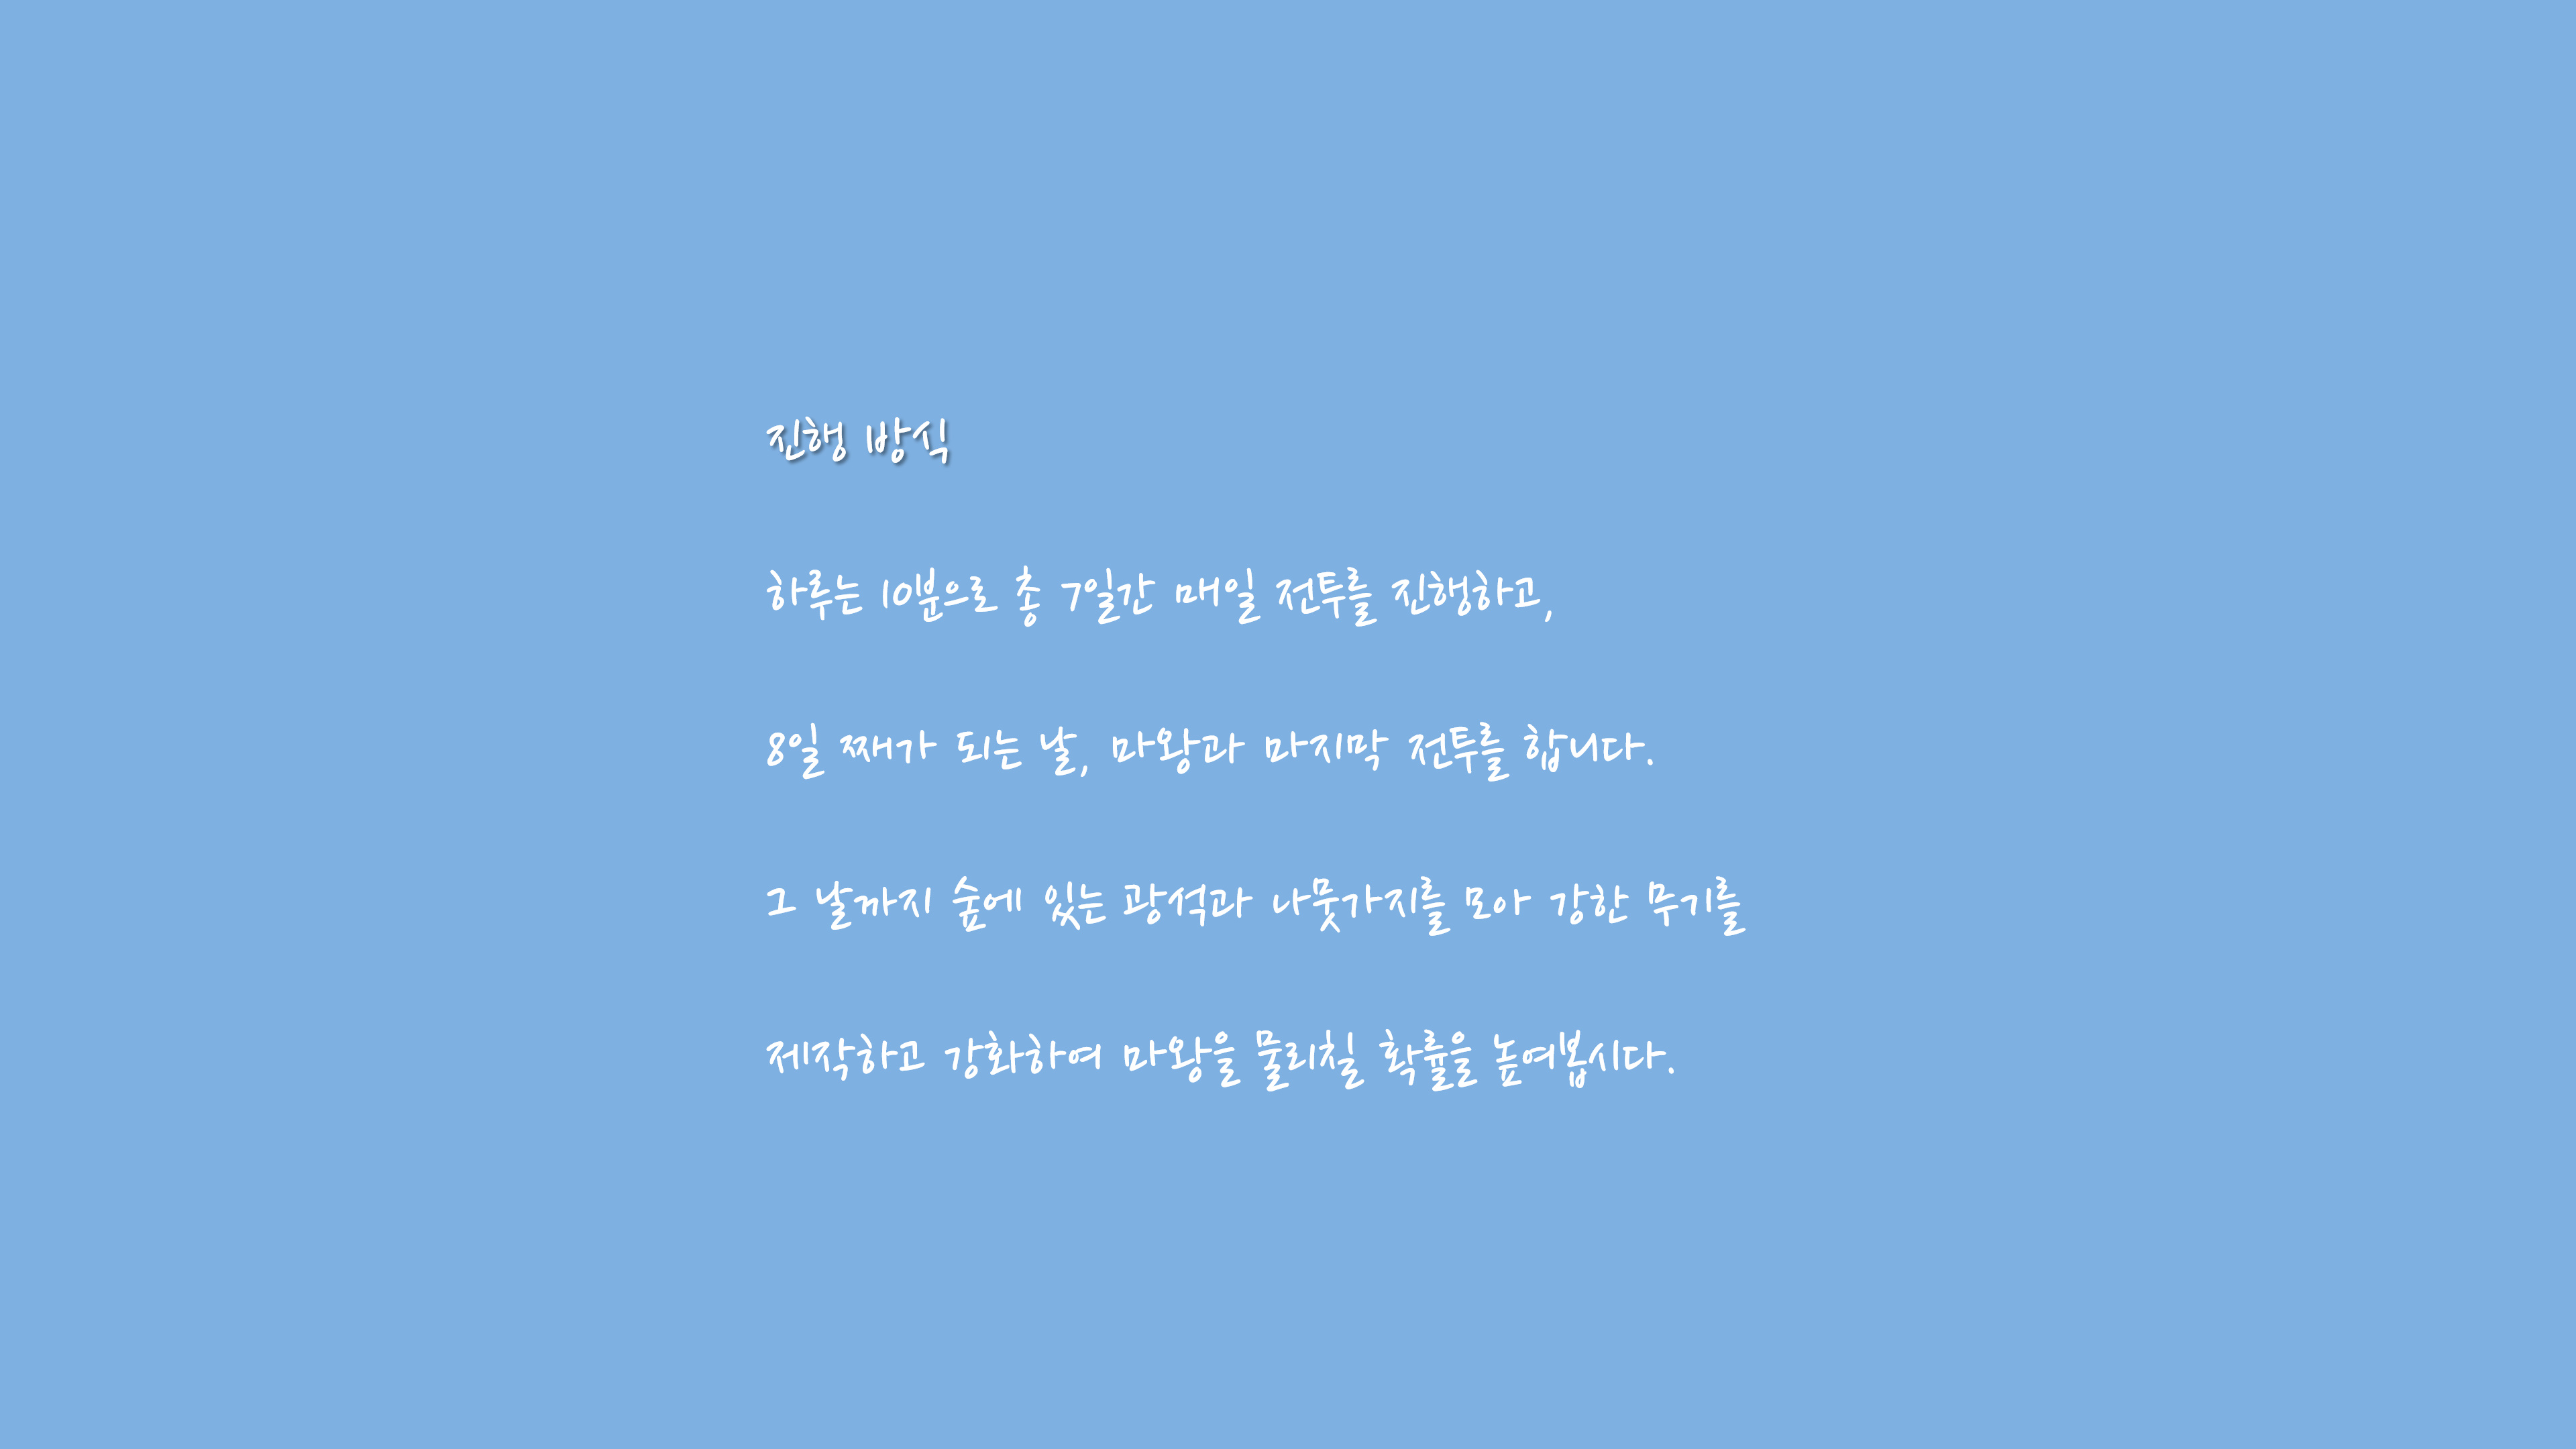 진행 방식
하루는 10분으로 총 7일간 매일 전투를 진행하고,
8일 째가 되는 날, 마왕과 마지막 전투를 합니다.
그 날까지 숲에 있는 광석과 나뭇가지를 모아 강한 무기를
제작하고 강화하여 마왕을 물리칠 확률을 높여봅시다.